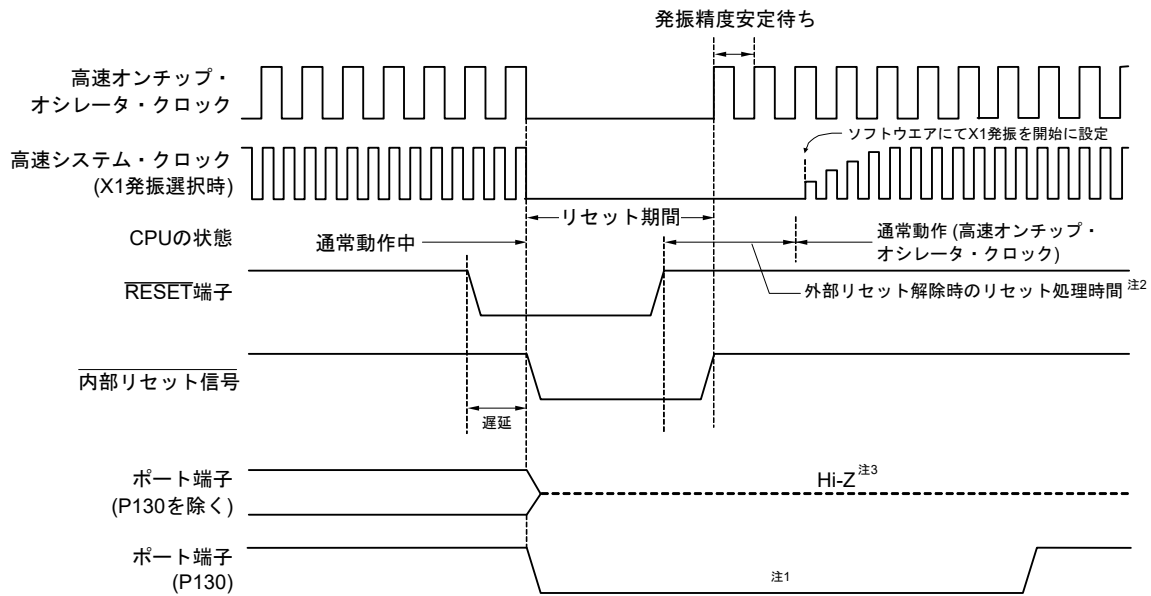 発振精度安定待ち
高速オンチップ・
オシレータ・クロック
ソフトウエアにてX1発振を開始に設定
高速システム・クロック
(X1発振選択時)
リセット期間
CPUの状態
通常動作中
通常動作 (高速オンチップ・
オシレータ・クロック)
RESET端子
外部リセット解除時のリセット処理時間 注2
内部リセット信号
遅延
ポート端子
(P130を除く)
Hi-Z 注3
ポート端子
(P130)
注1